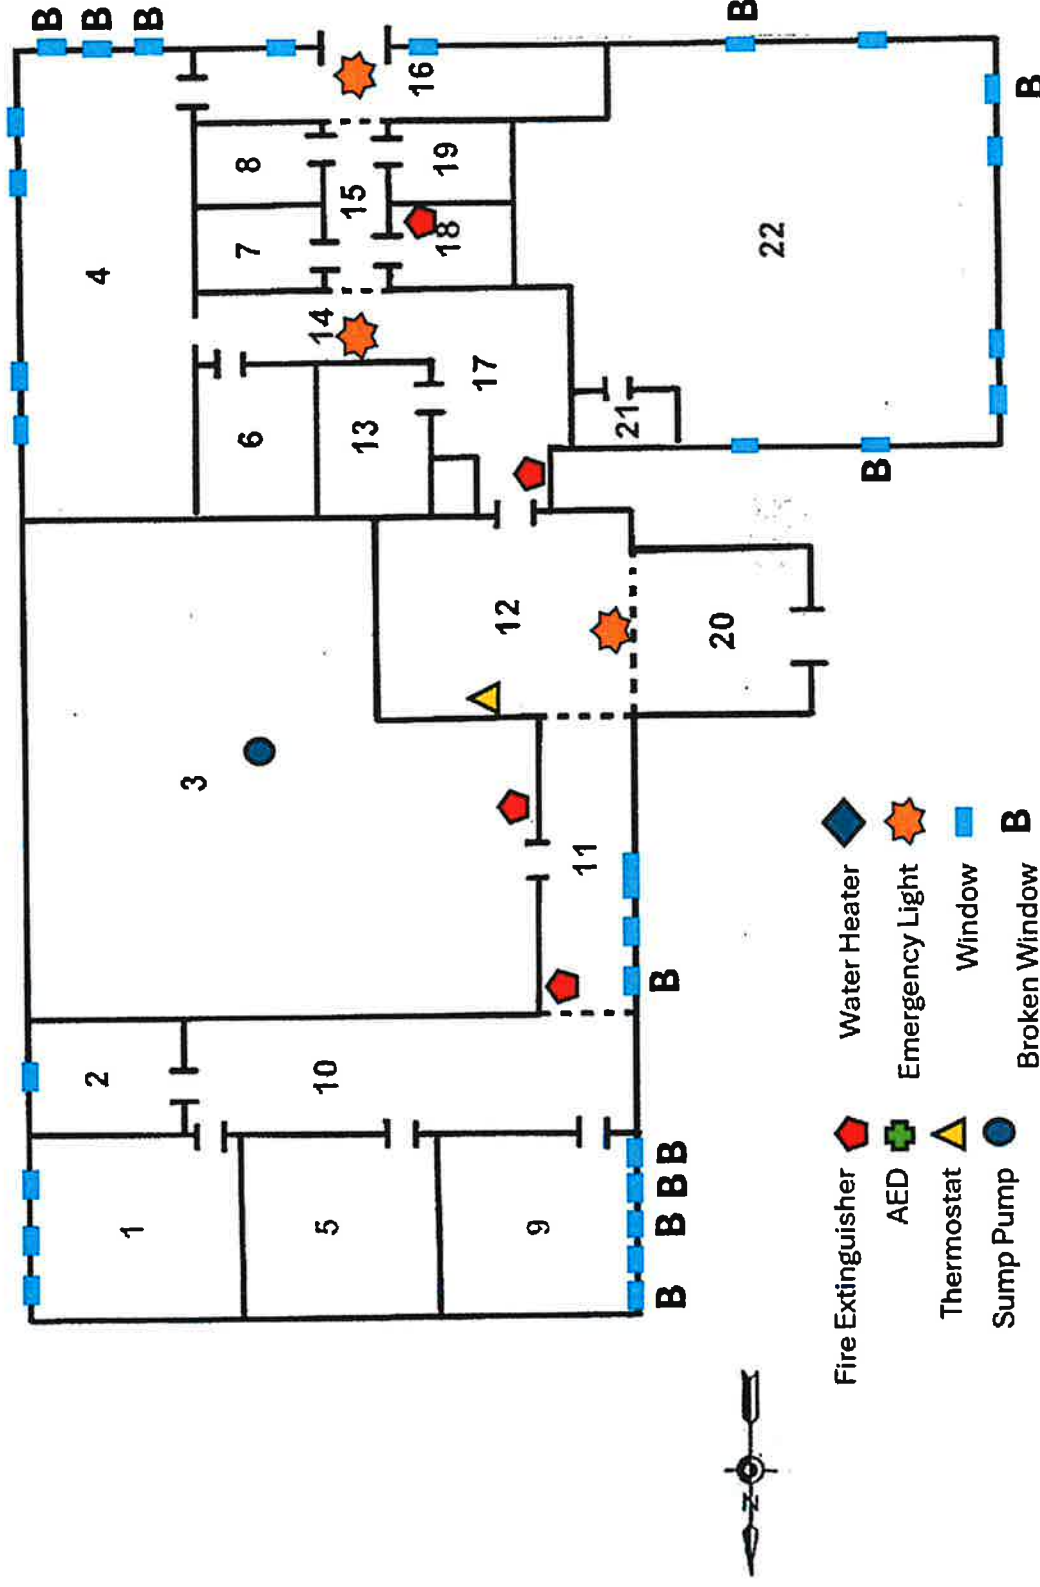 B
2
4
B
1
B
3
6
7
8
5
10
14
15
13
16
18
19
17
12
9
11
21
B
B
B
B
B
20
B
N
22
Fire Extinguisher
Water Heater
B
AED
Emergency Light
Thermostat
Window
Sump Pump
Broken Window B
B